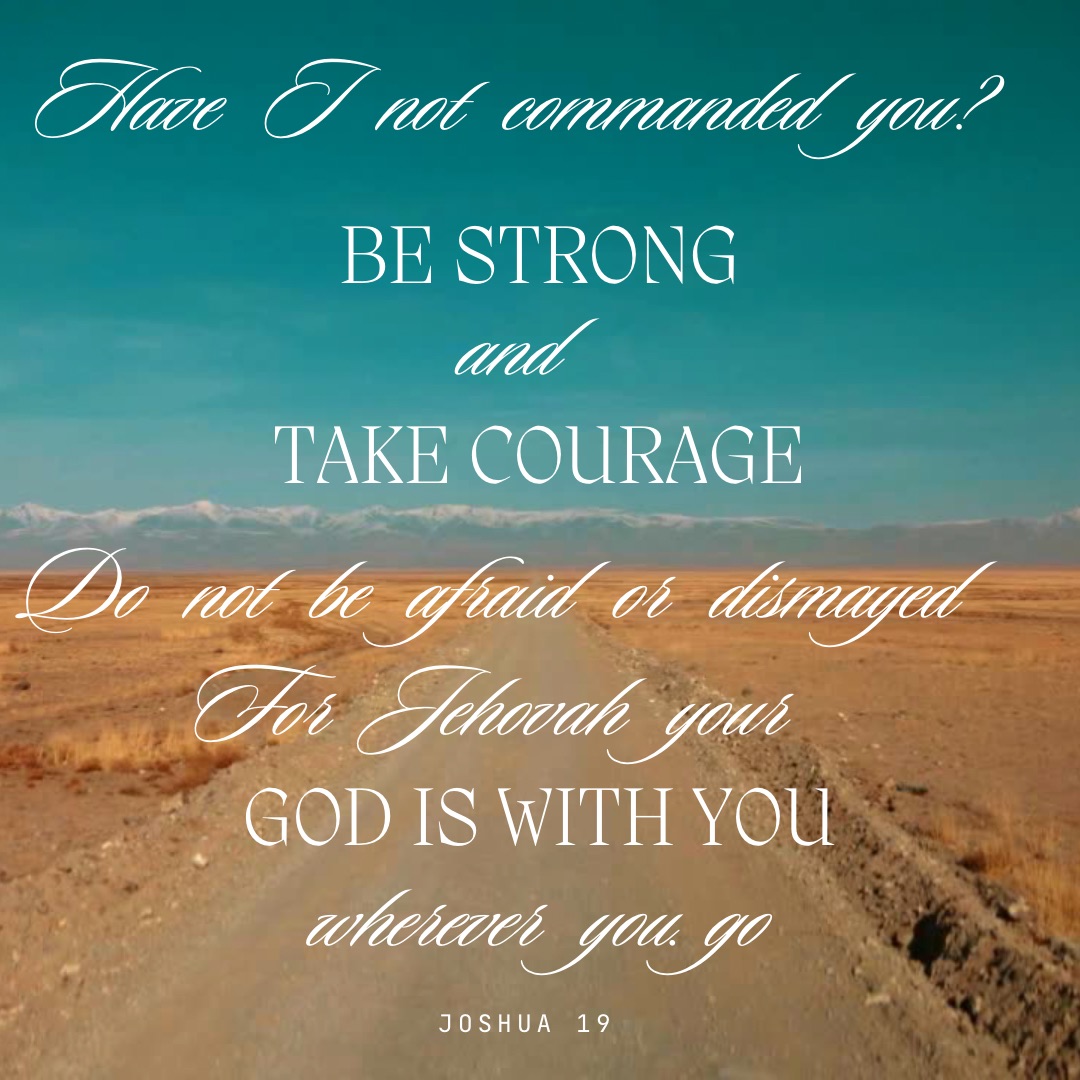 Have I not commanded you?
BE STRONG
and
TAKE COURAGE
Do not be afraid or dismayed
For Jehovah your
GOD IS WITH YOU
wherever you. go
JOSHUA 19